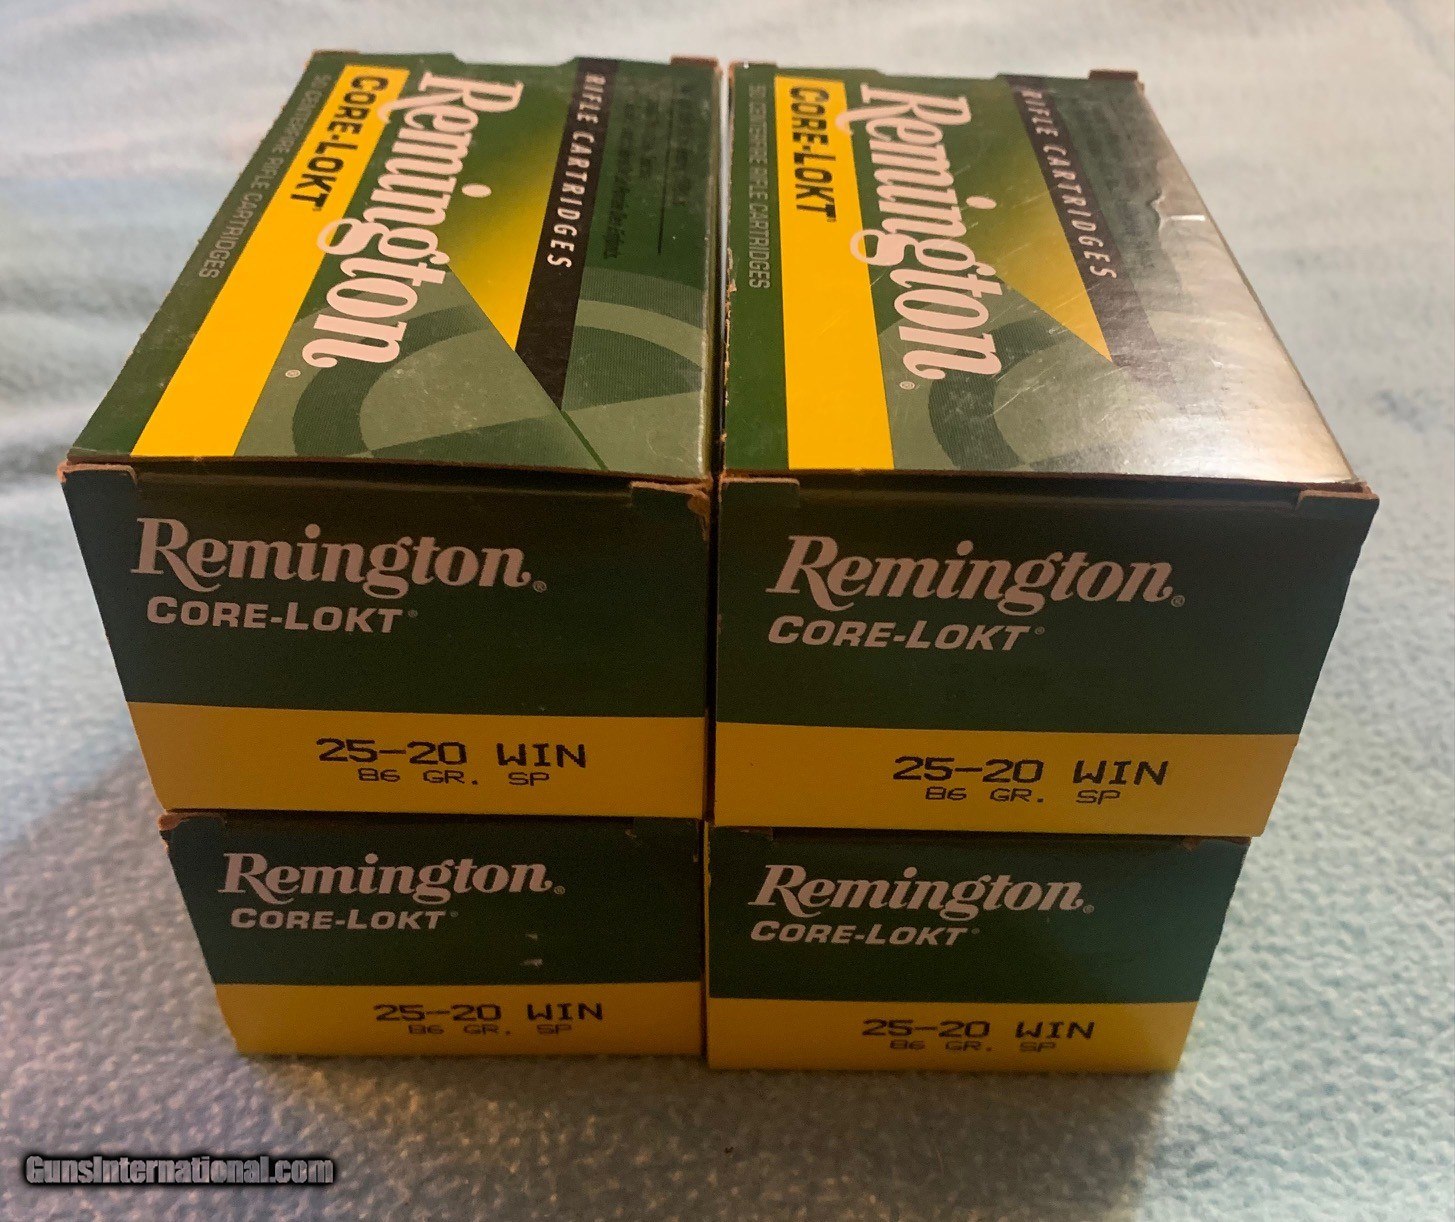 50 CENTERFIRE RIFLE CARTRIDGES
CORE-LOKT
Remington®
RIFLE CARTRIDGES
50 CENTERFIRE RIFLE CARTRIDGES
CORE-LOKT
Remington®
RIFLE CARTRIDGES
Remington®
CORE-LOKT®
25-20 WIN
86 GR. SP
Remington®
CORE-LOKT®
25-20 WIN
86 GR. SP
Remington®
CORE-LOKT®
25-20 WIN
86 GR. SP
Remington®
CORE-LOKT®
25-20 WIN
86 GR. SP
GunsInternational.com